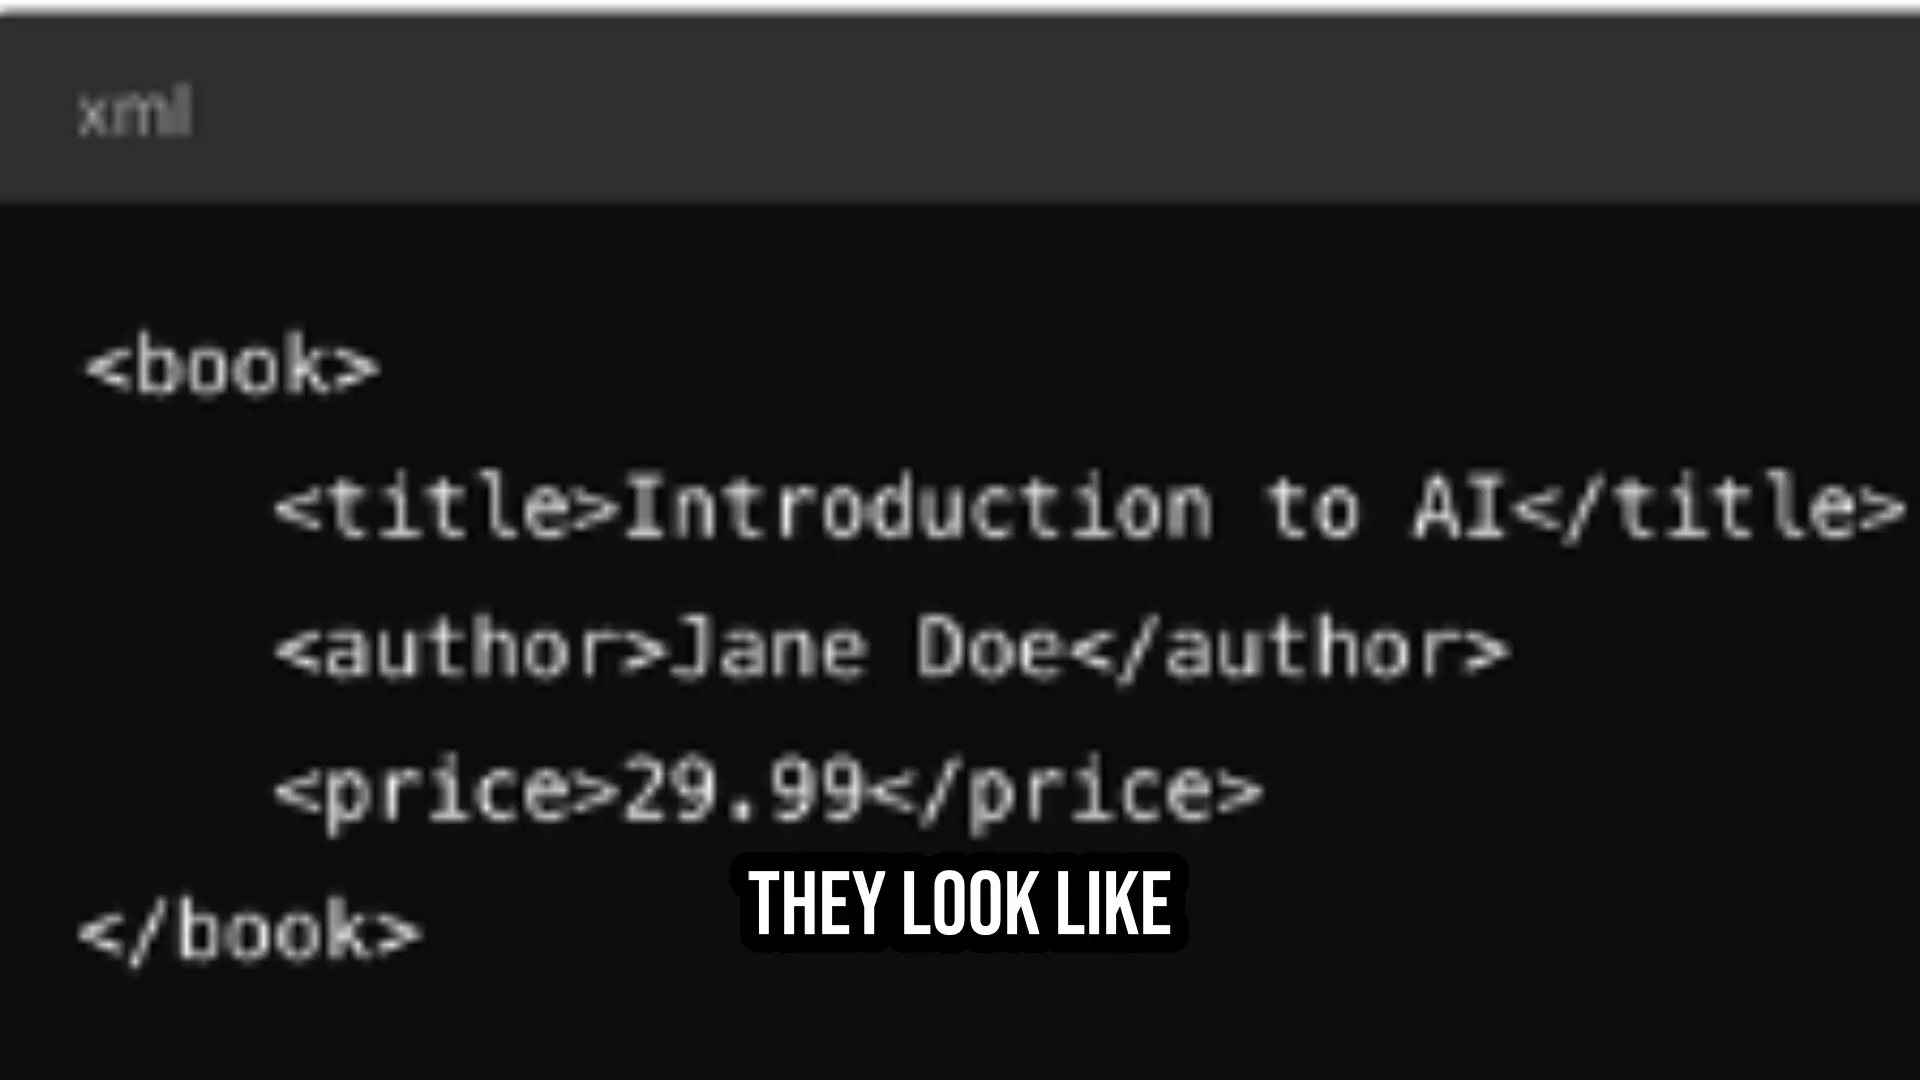 xml
<book>
<title>Introduction to AI</title>
<author>Jane Doe</author>
<price>29.99</price>
THEY LOOK LIKE
</book>